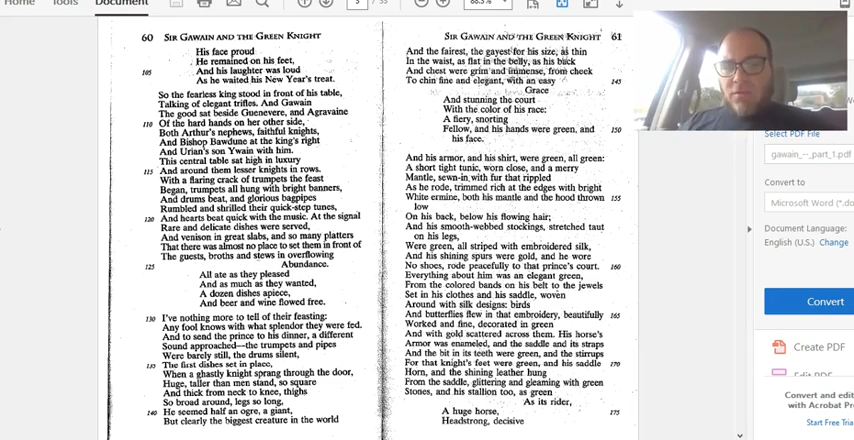 Home Tools Document
3 / 33
88.3%
60 SIR GAWAIN AND THE GREEN KNIGHT
His face proud
He remained on his feet,
105 And his laughter was loud
As he waited his New Year's treat.
So the fearless king stood in front of his table,
Talking of elegant trifles. And Gawain
The good sat beside Guenevere, and Agravaine
110 Of the hard hands on her other side,
Both Arthur's nephews, faithful knights,
And Bishop Bawdune at the king's right
And Urian's son Ywain with him.
This central table sat high in luxury
115 And around them lesser knights in rows.
With a flaring crack of trumpets the feast
Began, trumpets all hung with bright banners,
And drums beat, and glorious bagpipes
Rumbled and shrilled their quick-step tunes,
120 And hearts beat quick with the music. At the signal
Rare and delicate dishes were served,
And venison in great slabs, and so many platters
That there was almost no place to set them in front of
The guests, broths and stews in overflowing
125 Abundance.
All ate as they pleased
And as much as they wanted,
A dozen dishes apiece,
And beer and wine flowed free.
130 I've nothing more to tell of their feasting:
Any fool knows with what splendor they were fed.
And to send the prince to his dinner, a different
Sound approached—the trumpets and pipes
Were barely still, the drums silent,
135 The first dishes set in place,
When a ghastly knight sprang through the door,
Huge, taller than men stand, so square
And thick from neck to knee, thighs
So broad around, legs so long,
140 He seemed half an ogre, a giant,
But clearly the biggest creature in the world
SIR GAWAIN AND THE GREEN KNIGHT 61
And the fairest, the gayest for his size, as thin
In the waist, as flat in the belly, as his back
And chest were grim and immense, from cheek
To chin fine and elegant, with an easy 145
Grace
And stunning the court
With the color of his race:
A fiery, snorting
Fellow, and his hands were green, and 150
his face.
And his armor, and his shirt, were green, all green:
A short tight tunic, worn close, and a merry
Mantle, sewn-in with fur that rippled
As he rode, trimmed rich at the edges with bright
White ermine, both his mantle and the hood thrown 155
low
On his back, below his flowing hair;
And his smooth-webbed stockings, stretched taut
on his legs,
Were green, all striped with embroidered silk,
And his shining spurs were gold, and he wore
No shoes, rode peacefully to that prince's court. 160
Everything about him was an elegant green,
From the colored bands on his belt to the jewels
Set in his clothes and his saddle, woven
Around with silk designs: birds
And butterflies flew in that embroidery, beautifully 165
Worked and fine, decorated in green
And with gold scattered across them. His horse's
Armor was enameled, and the saddle and its straps
And the bit in its teeth were green, and the stirrups
For that knight's feet were green, and his saddle 170
Horn, and the shining leather hung
From the saddle, glittering and gleaming with green
Stones, and his stallion too, as green
As its rider,
A huge horse, 175
Headstrong, decisive
Select PDF File
gawain_--_part_1.pdf
Convert to
Microsoft Word (*.do
Document Language:
English (U.S.) Change
Convert
Create PDF
Edit PDF
Convert and edit
with Acrobat Pr
Start Free Tria